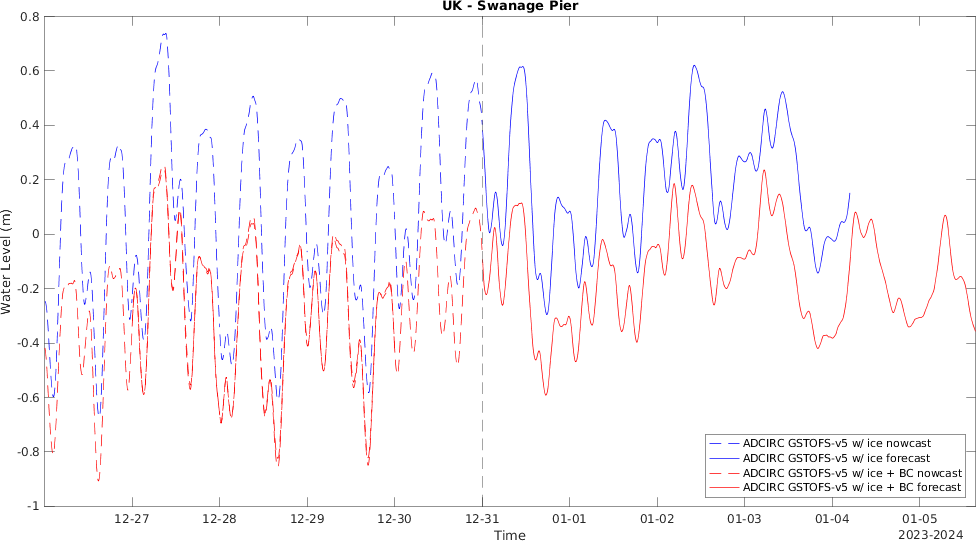 UK - Swanage Pier
0.8
0.6
0.4
0.2
0
-0.2
-0.4
-0.6
-0.8
-1
Water Level (m)
ADCIRC GSTOFS-v5 w/ ice nowcast
ADCIRC GSTOFS-v5 w/ ice forecast
ADCIRC GSTOFS-v5 w/ ice + BC nowcast
ADCIRC GSTOFS-v5 w/ ice + BC forecast
12-27 12-28 12-29 12-30 12-31 01-01 01-02 01-03 01-04 01-05
Time
2023-2024